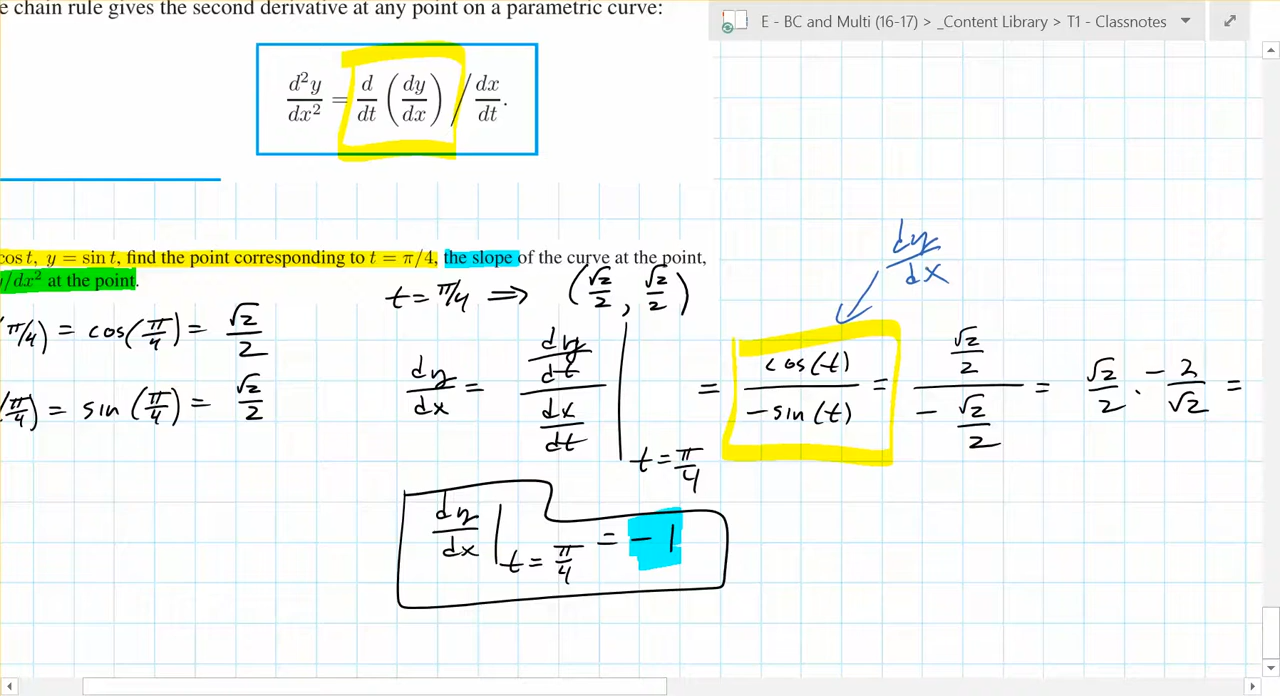 e chain rule gives the second derivative at any point on a parametric curve:
E - BC and Multi (16-17) > _Content Library > T1 - Classnotes
d²y/dx² = d/dt (dy/dx) / dx/dt.
dy/dx
cos t, y = sin t, find the point corresponding to t = π/4, the slope of the curve at the point,
/dx² at the point.
t = π/4 ⇒ (√2/2, √2/2)
π/4) = cos(π/4) = √2/2
(π/4) = sin(π/4) = √2/2
dy/dx = (dy/dt)/(dx/dt) | t = π/4 = cos(t)/-sin(t) = (√2/2)/(-√2/2) = √2/2 · -2/√2 =
dy/dx | t = π/4 = -1